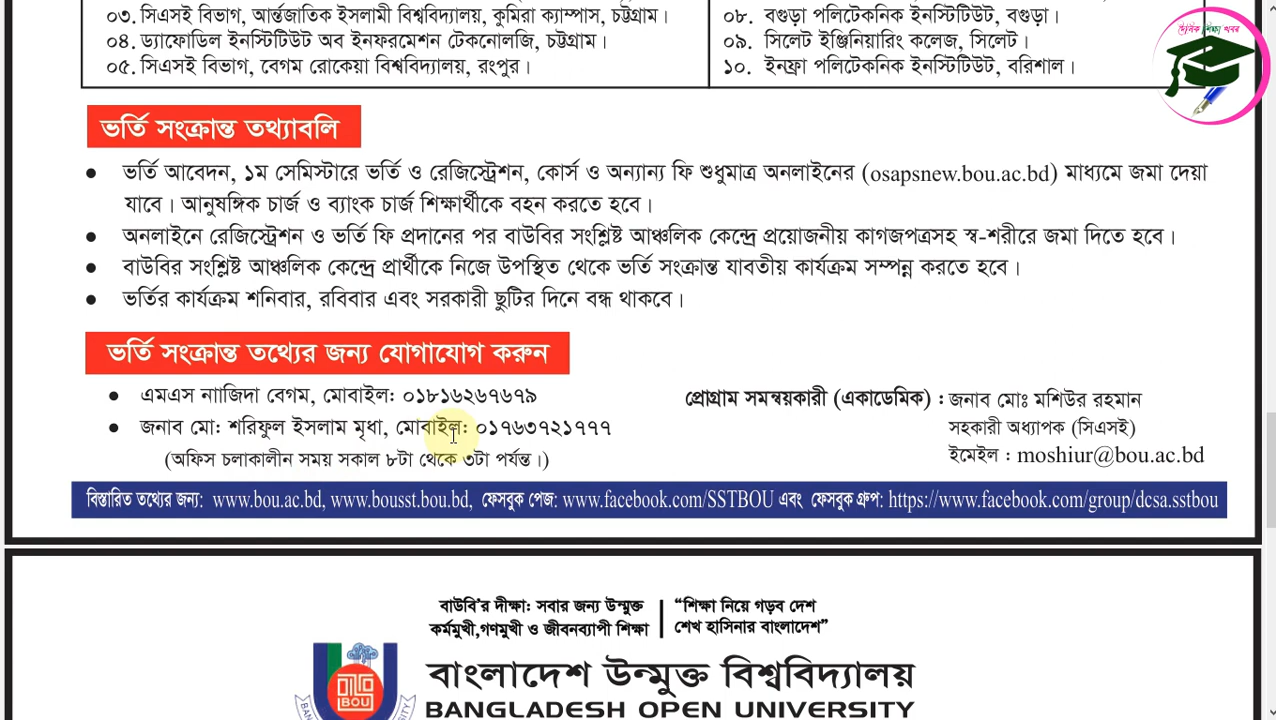 ০৩. সিএসই বিভাগ, আর্ন্তজাতিক ইসলামী বিশ্ববিদ্যালয়, কুমিরা ক্যাম্পাস, চট্টগ্রাম।
০৪. ড্যাফোডিল ইনস্টিটিউট অব ইনফরমেশন টেকনোলজি, চট্টগ্রাম।
০৫. সিএসই বিভাগ, বেগম রোকেয়া বিশ্ববিদ্যালয়, রংপুর।
০৮. বগুড়া পলিটেকনিক ইনস্টিটিউট, বগুড়া।
০৯. সিলেট ইঞ্জিনিয়ারিং কলেজ, সিলেট।
১০. ইনফ্রা পলিটেকনিক ইনস্টিটিউট, বরিশাল।
দৈনিক শিক্ষা খবর
ভর্তি সংক্রান্ত তথ্যাবলি
● ভর্তি আবেদন, ১ম সেমিস্টারে ভর্তি ও রেজিস্ট্রেশন, কোর্স ও অন্যান্য ফি শুধুমাত্র অনলাইনের (osapsnew.bou.ac.bd) মাধ্যমে জমা দেয়া
যাবে। আনুষঙ্গিক চার্জ ও ব্যাংক চার্জ শিক্ষার্থীকে বহন করতে হবে।
● অনলাইনে রেজিস্ট্রেশন ও ভর্তি ফি প্রদানের পর বাউবির সংশ্লিষ্ট আঞ্চলিক কেন্দ্রে প্রয়োজনীয় কাগজপত্রসহ স্ব-শরীরে জমা দিতে হবে।
● বাউবির সংশ্লিষ্ট আঞ্চলিক কেন্দ্রে প্রার্থীকে নিজে উপস্থিত থেকে ভর্তি সংক্রান্ত যাবতীয় কার্যক্রম সম্পন্ন করতে হবে।
● ভর্তির কার্যক্রম শনিবার, রবিবার এবং সরকারী ছুটির দিনে বন্ধ থাকবে।
ভর্তি সংক্রান্ত তথ্যের জন্য যোগাযোগ করুন
● এমএস নাাজিদা বেগম, মোবাইল: ০১৮১৬২৬৭৬৭৯
● জনাব মো: শরিফুল ইসলাম মৃধা, মোবাইল: ০১৭৬৩৭২১৭৭৭
(অফিস চলাকালীন সময় সকাল ৮টা থেকে ৩টা পর্যন্ত।)
প্রোগ্রাম সমন্বয়কারী (একাডেমিক) : জনাব মোঃ মশিউর রহমান
সহকারী অধ্যাপক (সিএসই)
ইমেইল : moshiur@bou.ac.bd
বিস্তারিত তথ্যের জন্য: www.bou.ac.bd, www.bousst.bou.bd, ফেসবুক পেজ: www.facebook.com/SSTBOU এবং ফেসবুক গ্রুপ: https://www.facebook.com/group/dcsa.sstbou
বাউবি'র দীক্ষা: সবার জন্য উন্মুক্ত
কর্মমুখী,গণমুখী ও জীবনব্যাপী শিক্ষা
"শিক্ষা নিয়ে গড়ব দেশ
শেখ হাসিনার বাংলাদেশ"
বাংলাদেশ উন্মুক্ত বিশ্ববিদ্যালয়
BANGLADESH OPEN UNIVERSITY
BOU